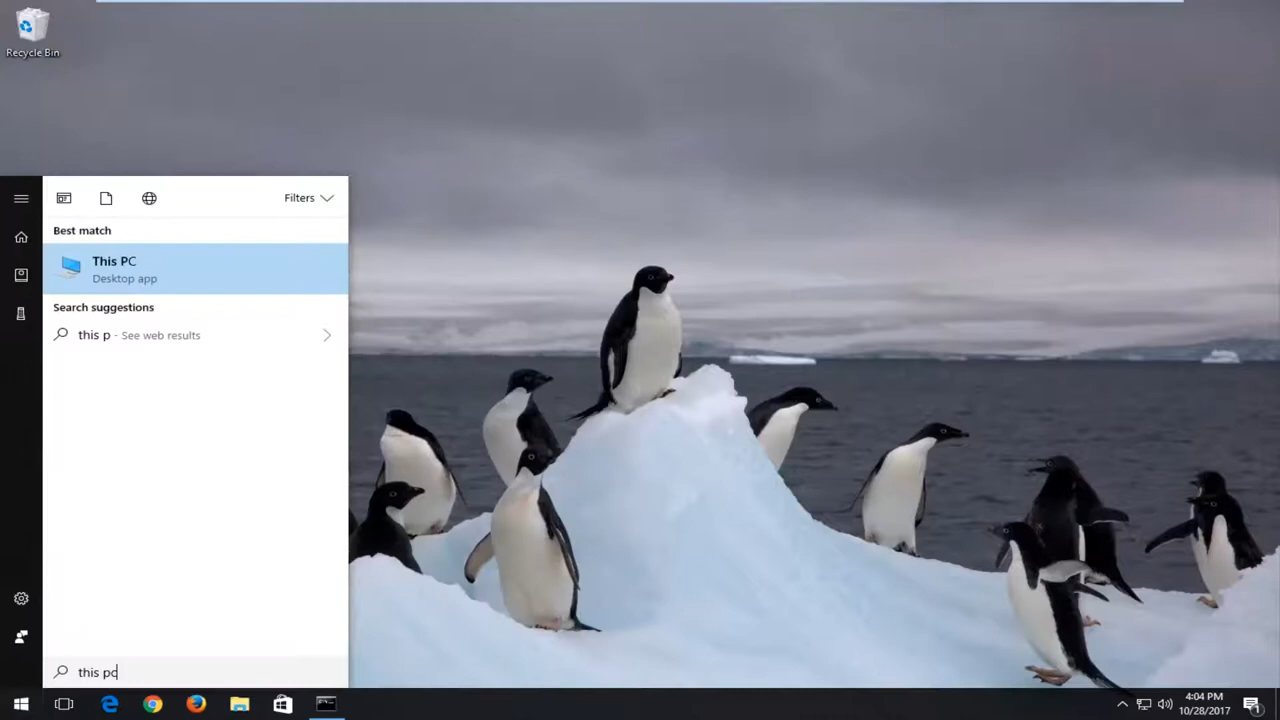 Recycle Bin
Filters
Best match
This PC
Desktop app
Search suggestions
this p - See web results
this pc
4:04 PM
10/28/2017
1